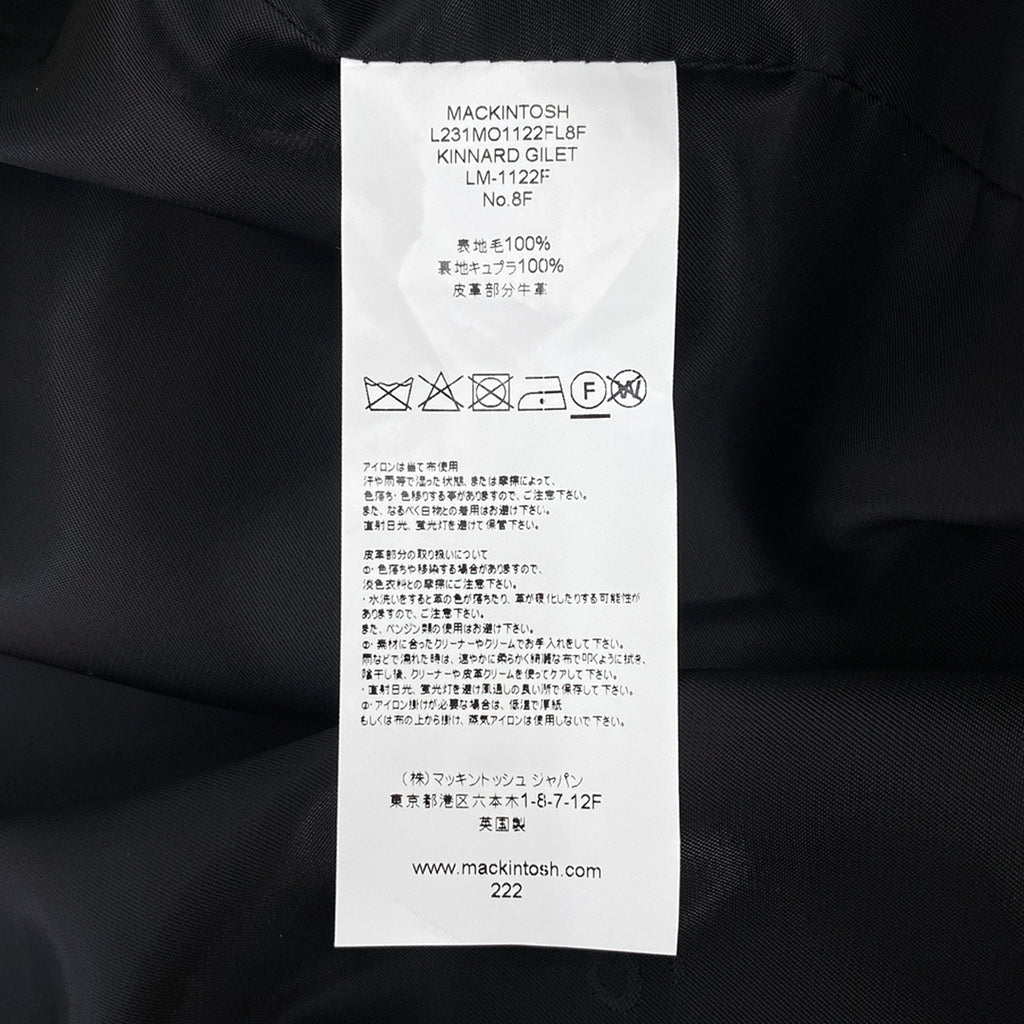 MACKINTOSH
L231MO1122FL8F
KINNARD GILET
LM-1122F
No.8F
表地毛100%
裏地キュプラ100%
皮革部分牛革
F W
アイロンは当て布使用
汗や雨等で湿った状態、または摩擦によって、
色落ち・色移りする事がありますので、ご注意下さい。
また、なるべく白物との着用はお避け下さい。
直射日光、蛍光灯を避けて保管下さい。
皮革部分の取り扱いについて
①・色落ちや移染する場合がありますので、
淡色衣料との摩擦にご注意下さい。
・水洗いをすると革の色が落ちたり、革が硬化したりする可能性が
ありますので、ご注意下さい。
また、ベンジン類の使用はお避け下さい。
②・素材に合ったクリーナーやクリームでお手入れをして下さい。
雨などで濡れた時は、速やかに柔らかく綺麗な布で叩くように拭き、
陰干し後、クリーナーや皮革クリームを使ってケアして下さい。
・直射日光、蛍光灯を避け風通しの良い所で保存して下さい。
・アイロン掛けが必要な場合は、低温で厚紙
もしくは布の上から掛け、蒸気アイロンは使用しないで下さい。
(株)マッキントッシュ ジャパン
東京都港区六本木1-8-7-12F
英国製
www.mackintosh.com
222